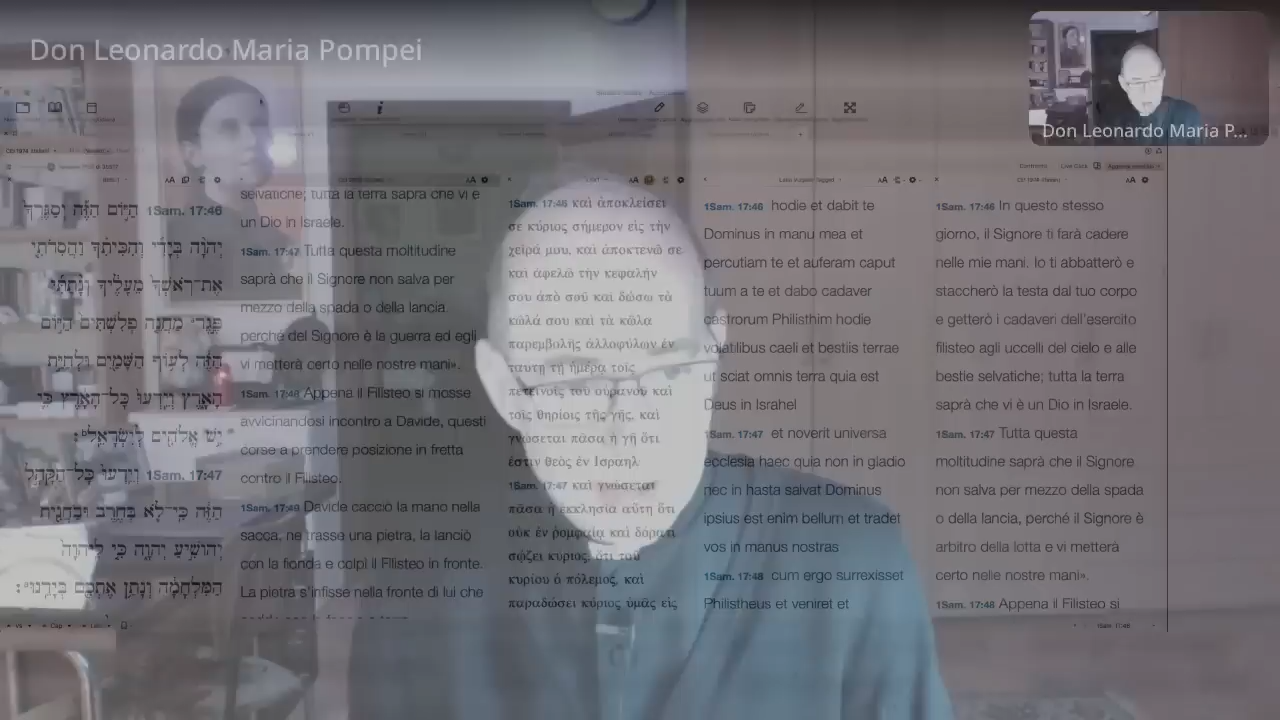 Don Leonardo Maria Pompei
Don Leonardo Maria P...
1Sam. 17:46 הַיּוֹם הַזֶּה וְסִגֶּרְךָ
יְהוָה בְּיָדִי וְהִכִּיתִךָ וַהֲסִרֹתִי
אֶת־רֹאשְׁךָ מֵעָלֶיךָ וְנָתַתִּי
פֶּגֶר מַחֲנֵה פְלִשְׁתִּים הַיּוֹם
הַזֶּה לְעוֹף הַשָּׁמַיִם וּלְחַיַּת
הָאָרֶץ וְיֵדְעוּ כָּל־הָאָרֶץ כִּי
יֵשׁ אֱלֹהִים לְיִשְׂרָאֵל׃
1Sam. 17:47 וְיֵדְעוּ כָּל־הַקָּהָל
הַזֶּה כִּי־לֹא בְּחֶרֶב וּבַחֲנִית
יְהוֹשִׁיעַ יְהוָה כִּי לַיהוָה
הַמִּלְחָמָה וְנָתַן אֶתְכֶם בְּיָדֵנוּ׃
selvatiche; tutta la terra saprà che vi è
un Dio in Israele.
1Sam. 17:47 Tutta questa moltitudine
saprà che il Signore non salva per
mezzo della spada o della lancia.
perché del Signore è la guerra ed egli
vi metterà certo nelle nostre mani».
1Sam. 17:48 Appena il Filisteo si mosse
avvicinandosi incontro a Davide, questi
corse a prendere posizione in fretta
contro il Filisteo.
1Sam. 17:49 Davide cacciò la mano nella
sacca, ne trasse una pietra, la lanciò
con la fionda e colpì il Filisteo in fronte.
La pietra s'infisse nella fronte di lui che
1Sam. 17:46 καὶ ἀποκλείσει
σε κύριος σήμερον εἰς τὴν
χεῖρά μου, καὶ ἀποκτενῶ σε
καὶ ἀφελῶ τὴν κεφαλήν
σου ἀπὸ σοῦ καὶ δώσω τὰ
κῶλά σου καὶ τὰ κῶλα
παρεμβολῆς ἀλλοφύλων ἐν
ταύτῃ τῇ ἡμέρᾳ τοῖς
πετεινοῖς τοῦ οὐρανοῦ καὶ
τοῖς θηρίοις τῆς γῆς, καὶ
γνώσεται πᾶσα ἡ γῆ ὅτι
ἔστιν θεὸς ἐν Ισραηλ·
1Sam. 17:47 καὶ γνώσεται
πᾶσα ἡ ἐκκλησία αὕτη ὅτι
οὐκ ἐν ῥομφαίᾳ καὶ δόρατι
σῴζει κύριος, ὅτι τοῦ
κυρίου ὁ πόλεμος, καὶ
παραδώσει κύριος ὑμᾶς εἰς
1Sam. 17:46 hodie et dabit te
Dominus in manu mea et
percutiam te et auferam caput
tuum a te et dabo cadaver
castrorum Philisthim hodie
volatilibus caeli et bestiis terrae
ut sciat omnis terra quia est
Deus in Israhel
1Sam. 17:47 et noverit universa
ecclesia haec quia non in gladio
nec in hasta salvat Dominus
ipsius est enim bellum et tradet
vos in manus nostras
1Sam. 17:48 cum ergo surrexisset
Philistheus et veniret et
1Sam. 17:46 In questo stesso
giorno, il Signore ti farà cadere
nelle mie mani. Io ti abbatterò e
staccherò la testa dal tuo corpo
e getterò i cadaveri dell'esercito
filisteo agli uccelli del cielo e alle
bestie selvatiche; tutta la terra
saprà che vi è un Dio in Israele.
1Sam. 17:47 Tutta questa
moltitudine saprà che il Signore
non salva per mezzo della spada
o della lancia, perché il Signore è
arbitro della lotta e vi metterà
certo nelle nostre mani».
1Sam. 17:48 Appena il Filisteo si